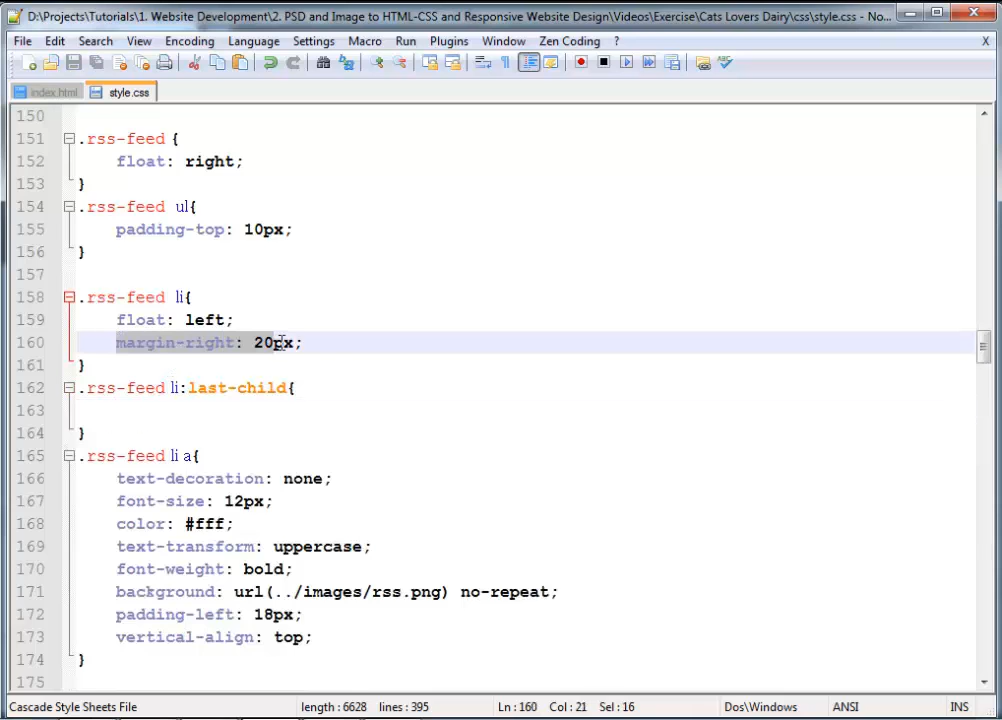 D:\Projects\Tutorials\1. Website Development\2. PSD and Image to HTML-CSS and Responsive Website Design\Videos\Exercise\Cats Lovers Dairy\css\style.css - No...
File Edit Search View Encoding Language Settings Macro Run Plugins Window Zen Coding ? X
index.html style.css
150
151 .rss-feed {
152 float: right;
153 }
154 .rss-feed ul{
155 padding-top: 10px;
156 }
157
158 .rss-feed li{
159 float: left;
160 margin-right: 20px;
161 }
162 .rss-feed li:last-child{
163
164 }
165 .rss-feed li a{
166 text-decoration: none;
167 font-size: 12px;
168 color: #fff;
169 text-transform: uppercase;
170 font-weight: bold;
171 background: url(../images/rss.png) no-repeat;
172 padding-left: 18px;
173 vertical-align: top;
174 }
175
Cascade Style Sheets File length : 6628 lines : 395 Ln : 160 Col : 21 Sel : 16 Dos\Windows ANSI INS